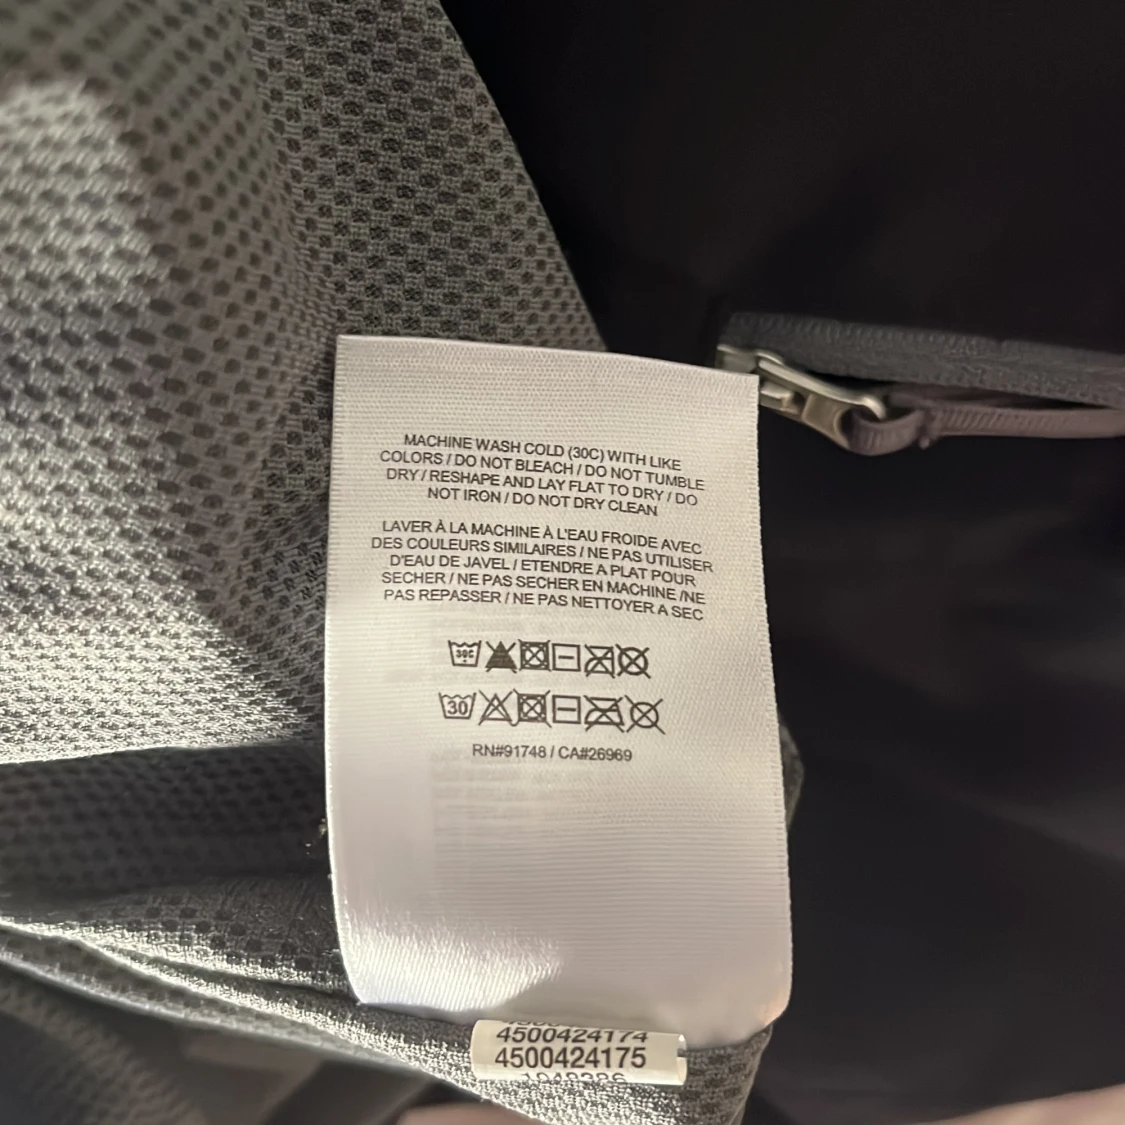 MACHINE WASH COLD (30C) WITH LIKE
COLORS / DO NOT BLEACH / DO NOT TUMBLE
DRY / RESHAPE AND LAY FLAT TO DRY / DO
NOT IRON / DO NOT DRY CLEAN
LAVER À LA MACHINE À L'EAU FROIDE AVEC
DES COULEURS SIMILAIRES / NE PAS UTILISER
D'EAU DE JAVEL / ETENDRE A PLAT POUR
SECHER / NE PAS SECHER EN MACHINE /NE
PAS REPASSER / NE PAS NETTOYER A SEC
30C
30
RN#91748 / CA#26969
4500424174
4500424175